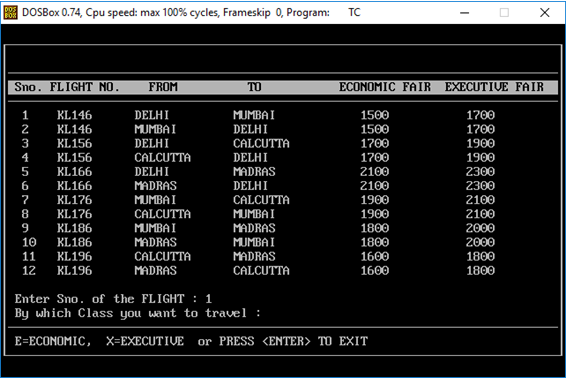 DOSBox 0.74, Cpu speed: max 100% cycles, Frameskip 0, Program: TC
Sno. FLIGHT NO. FROM TO ECONOMIC FAIR EXECUTIVE FAIR
1 KL146 DELHI MUMBAI 1500 1700
2 KL146 MUMBAI DELHI 1500 1700
3 KL156 DELHI CALCUTTA 1700 1900
4 KL156 CALCUTTA DELHI 1700 1900
5 KL166 DELHI MADRAS 2100 2300
6 KL166 MADRAS DELHI 2100 2300
7 KL176 MUMBAI CALCUTTA 1900 2100
8 KL176 CALCUTTA MUMBAI 1900 2100
9 KL186 MUMBAI MADRAS 1800 2000
10 KL186 MADRAS MUMBAI 1800 2000
11 KL196 CALCUTTA MADRAS 1600 1800
12 KL196 MADRAS CALCUTTA 1600 1800
Enter Sno. of the FLIGHT : 1
By which Class you want to travel :
E=ECONOMIC, X=EXECUTIVE or PRESS <ENTER> TO EXIT